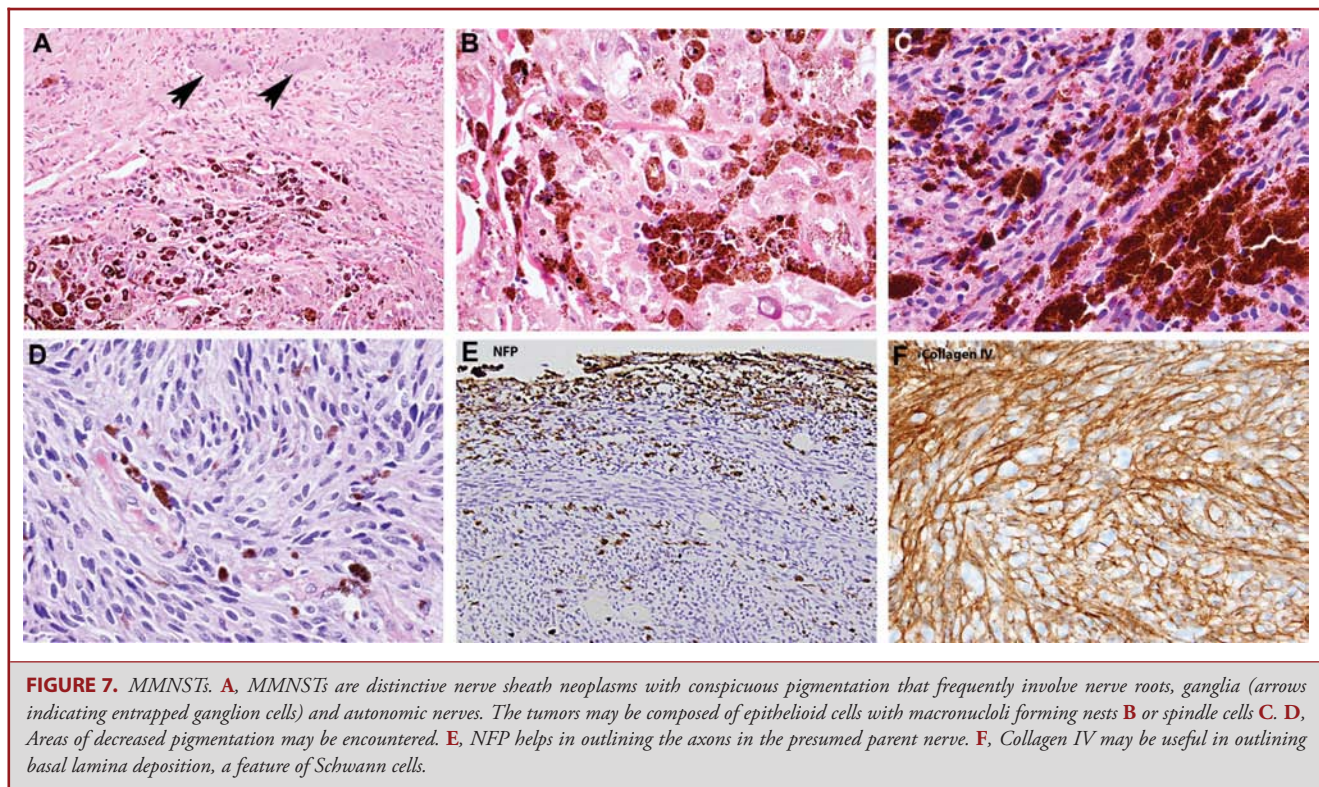 A
B
C
D
E NFP
F Collagen IV
FIGURE 7. MMNSTs. A, MMNSTs are distinctive nerve sheath neoplasms with conspicuous pigmentation that frequently involve nerve roots, ganglia (arrows
indicating entrapped ganglion cells) and autonomic nerves. The tumors may be composed of epithelioid cells with macronucloli forming nests B or spindle cells C. D,
Areas of decreased pigmentation may be encountered. E, NFP helps in outlining the axons in the presumed parent nerve. F, Collagen IV may be useful in outlining
basal lamina deposition, a feature of Schwann cells.